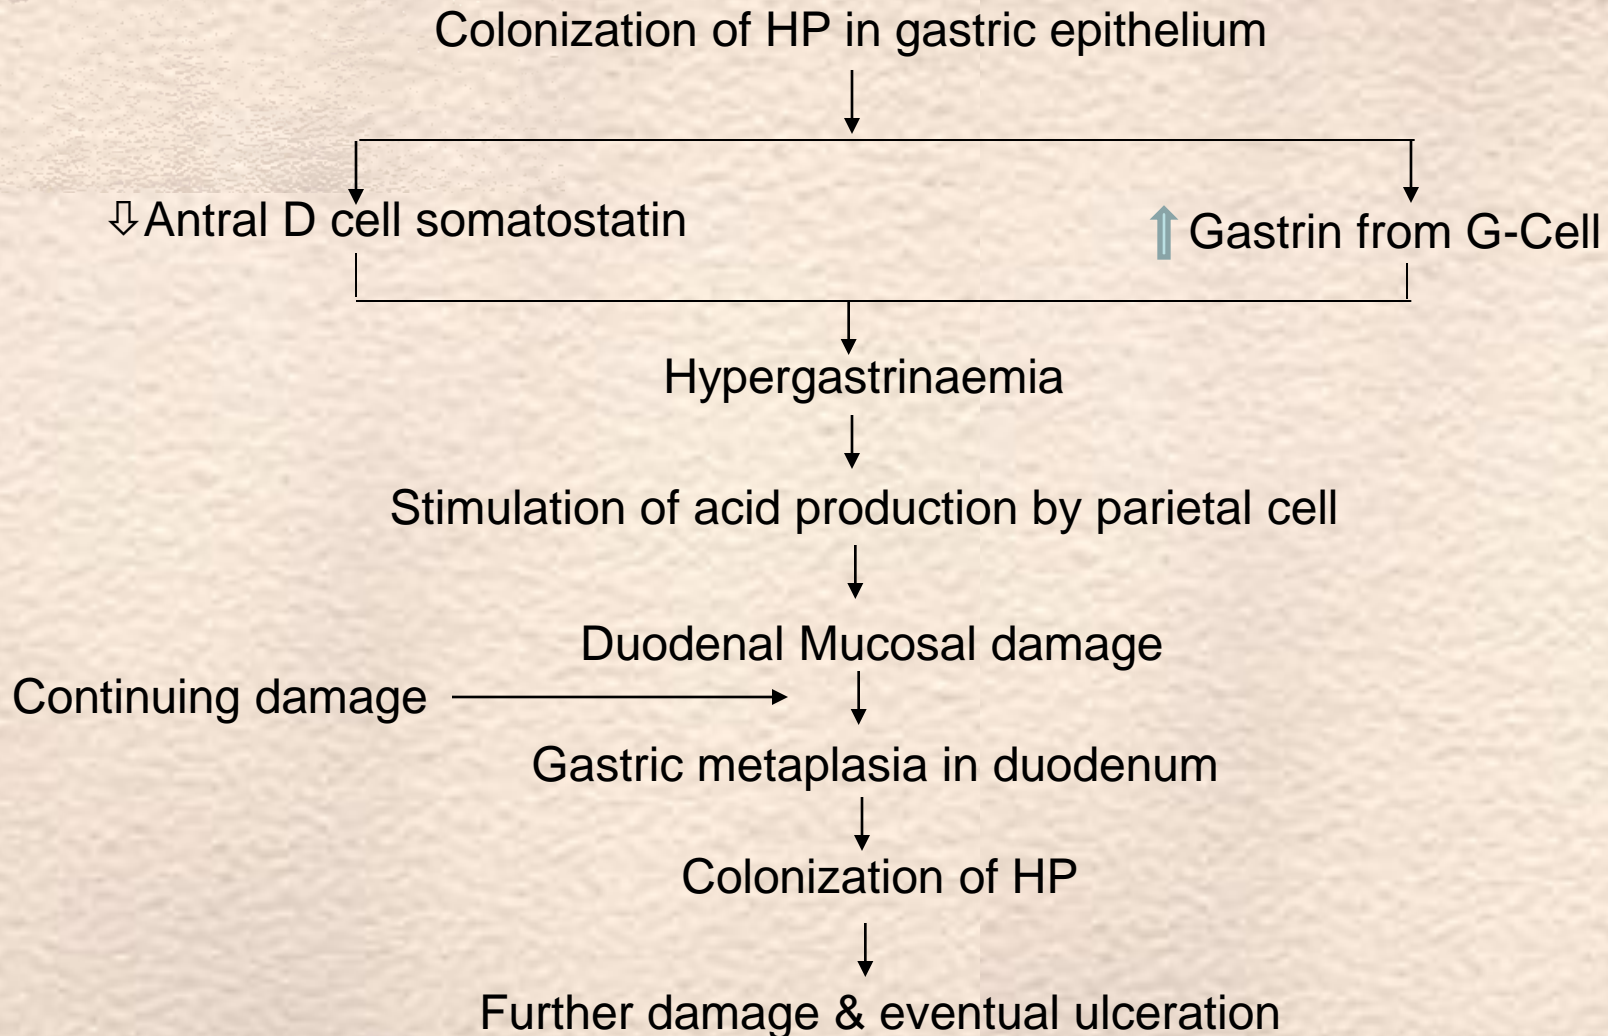 Colonization of HP in gastric epithelium
⇩Antral D cell somatostatin
⬆ Gastrin from G-Cell
Hypergastrinaemia
Stimulation of acid production by parietal cell
Duodenal Mucosal damage
Continuing damage
Gastric metaplasia in duodenum
Colonization of HP
Further damage & eventual ulceration